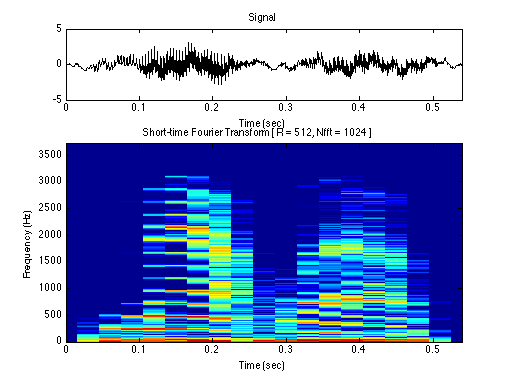 Signal
5
0
-5
0 0.1 0.2 0.3 0.4 0.5
Time (sec)
Short-time Fourier Transform [ R = 512, Nfft = 1024 ]
3500
3000
2500
2000
1500
1000
500
0
Frequency (Hz)
0 0.1 0.2 0.3 0.4 0.5
Time (sec)